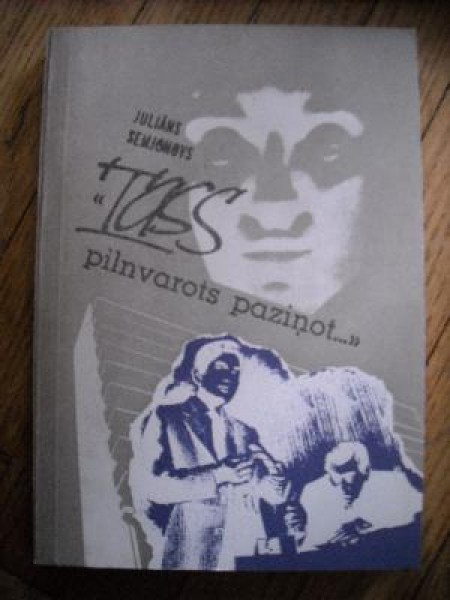 JULIĀNS
SEMJONOVS
«TASS
pilnvarots paziņot...»